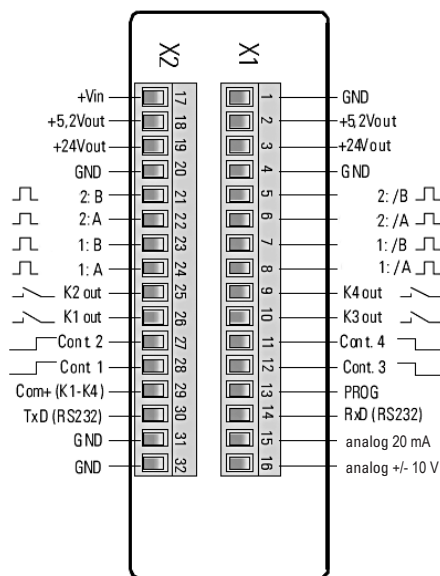 X2 X1
+Vin 17 1 GND
+5,2Vout 18 2 +5,2Vout
+24Vout 19 3 +24Vout
GND 20 4 GND
2: B 21 5 2: /B
2: A 22 6 2: /A
1: B 23 7 1: /B
1: A 24 8 1: /A
K2 out 25 9 K4 out
K1 out 26 10 K3 out
Cont. 2 27 11 Cont. 4
Cont. 1 28 12 Cont. 3
Com+ (K1-K4) 29 13 PROG
TxD (RS232) 30 14 RxD (RS232)
GND 31 15 analog 20 mA
GND 32 16 analog +/- 10 V